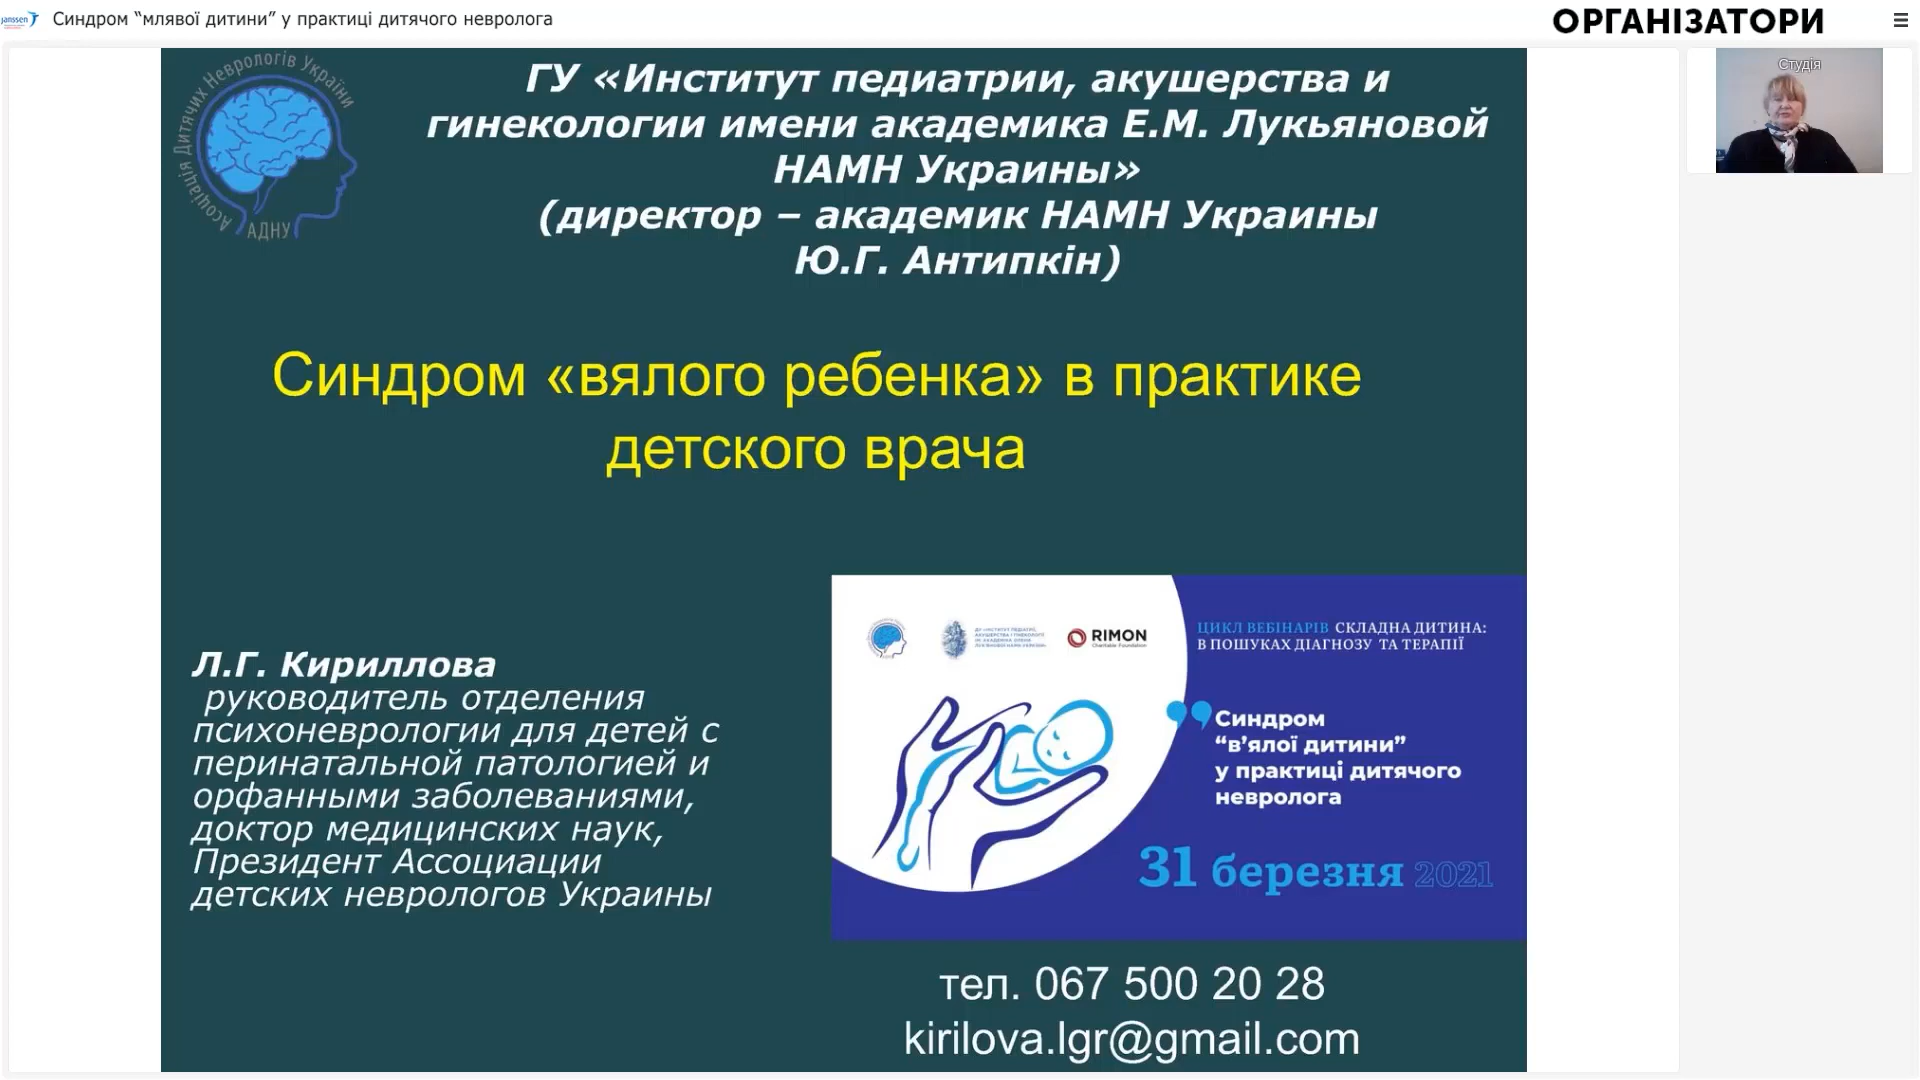 janssen
Синдром “млявої дитини” у практиці дитячого невролога
ОРГАНІЗАТОРИ
Студія
Асоціація Дитячих Неврологів України
АДНУ
ГУ «Институт педиатрии, акушерства и
гинекологии имени академика Е.М. Лукьяновой
НАМН Украины»
(директор – академик НАМН Украины
Ю.Г. Антипкін)
Синдром «вялого ребенка» в практике
детского врача
Л.Г. Кириллова
руководитель отделения
психоневрологии для детей с
перинатальной патологией и
орфанными заболеваниями,
доктор медицинских наук,
Президент Ассоциации
детских неврологов Украины
RIMON
Charitable Foundation
ЦИКЛ ВЕБІНАРІВ СКЛАДНА ДИТИНА:
В ПОШУКАХ ДІАГНОЗУ ТА ТЕРАПІЇ
Синдром
“в’ялої дитини”
у практиці дитячого
невролога
31 березня 2021
тел. 067 500 20 28
kirilova.lgr@gmail.com